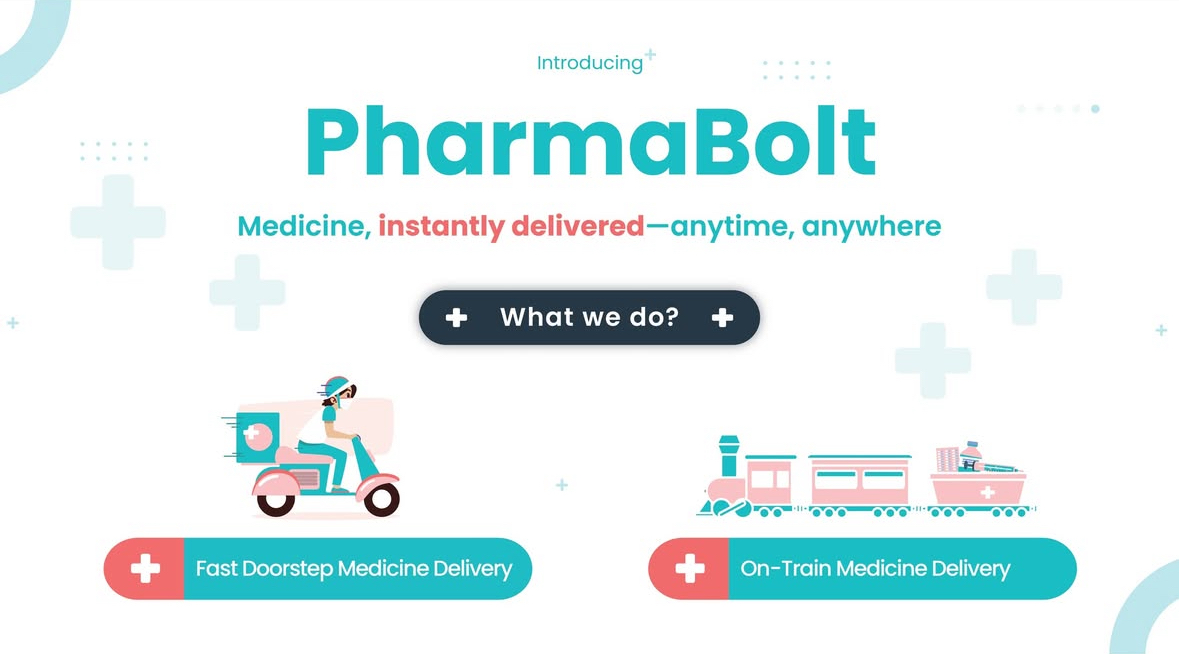 Introducing
PharmaBolt
Medicine, instantly delivered—anytime, anywhere
What we do?
Fast Doorstep Medicine Delivery
On-Train Medicine Delivery